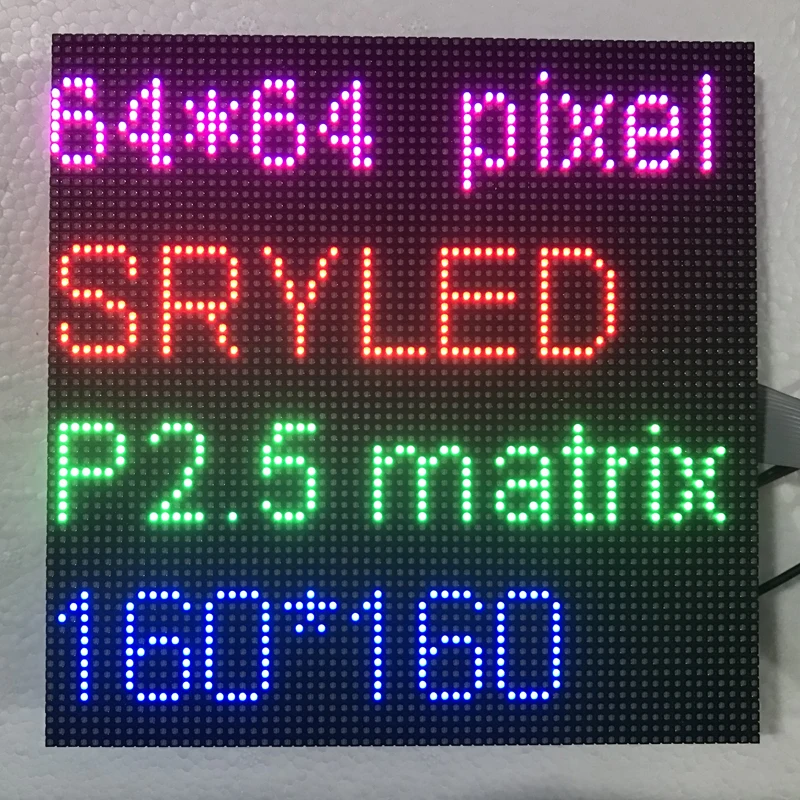 64*64 pixel
SRYLED
P2.5 matrix
160*160